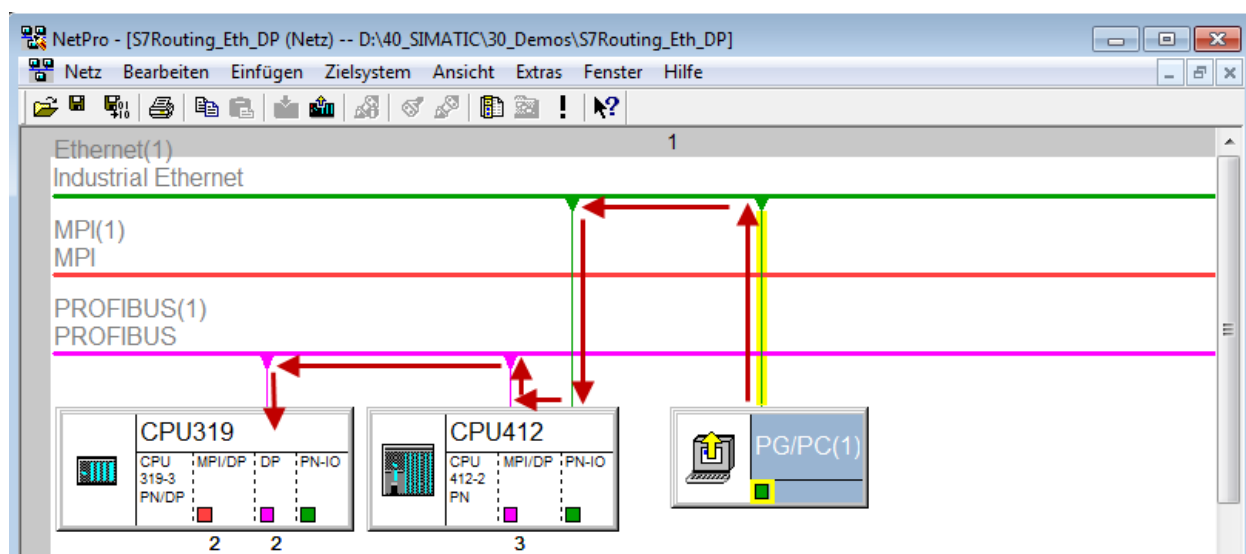 NetPro - [S7Routing_Eth_DP (Netz) -- D:\40_SIMATIC\30_Demos\S7Routing_Eth_DP]
Netz Bearbeiten Einfügen Zielsystem Ansicht Extras Fenster Hilfe
1
Ethernet(1)
Industrial Ethernet
MPI(1)
MPI
PROFIBUS(1)
PROFIBUS
CPU319
CPU 319-3 PN/DP
MPI/DP
DP
PN-IO
2
2
CPU412
CPU 412-2 PN
MPI/DP
PN-IO
3
PG/PC(1)